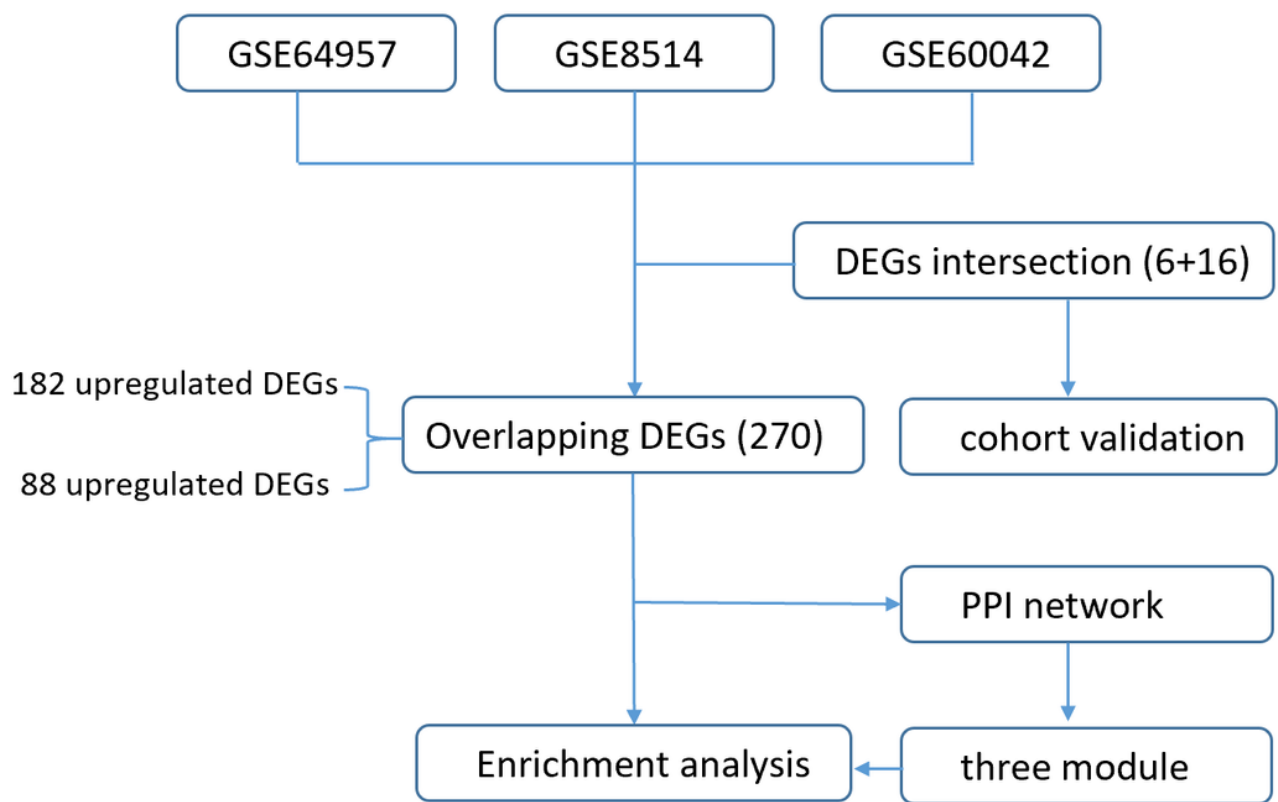 GSE64957
GSE8514
GSE60042
DEGs intersection (6+16)
182 upregulated DEGs
Overlapping DEGs (270)
cohort validation
88 upregulated DEGs
PPI network
Enrichment analysis
three module